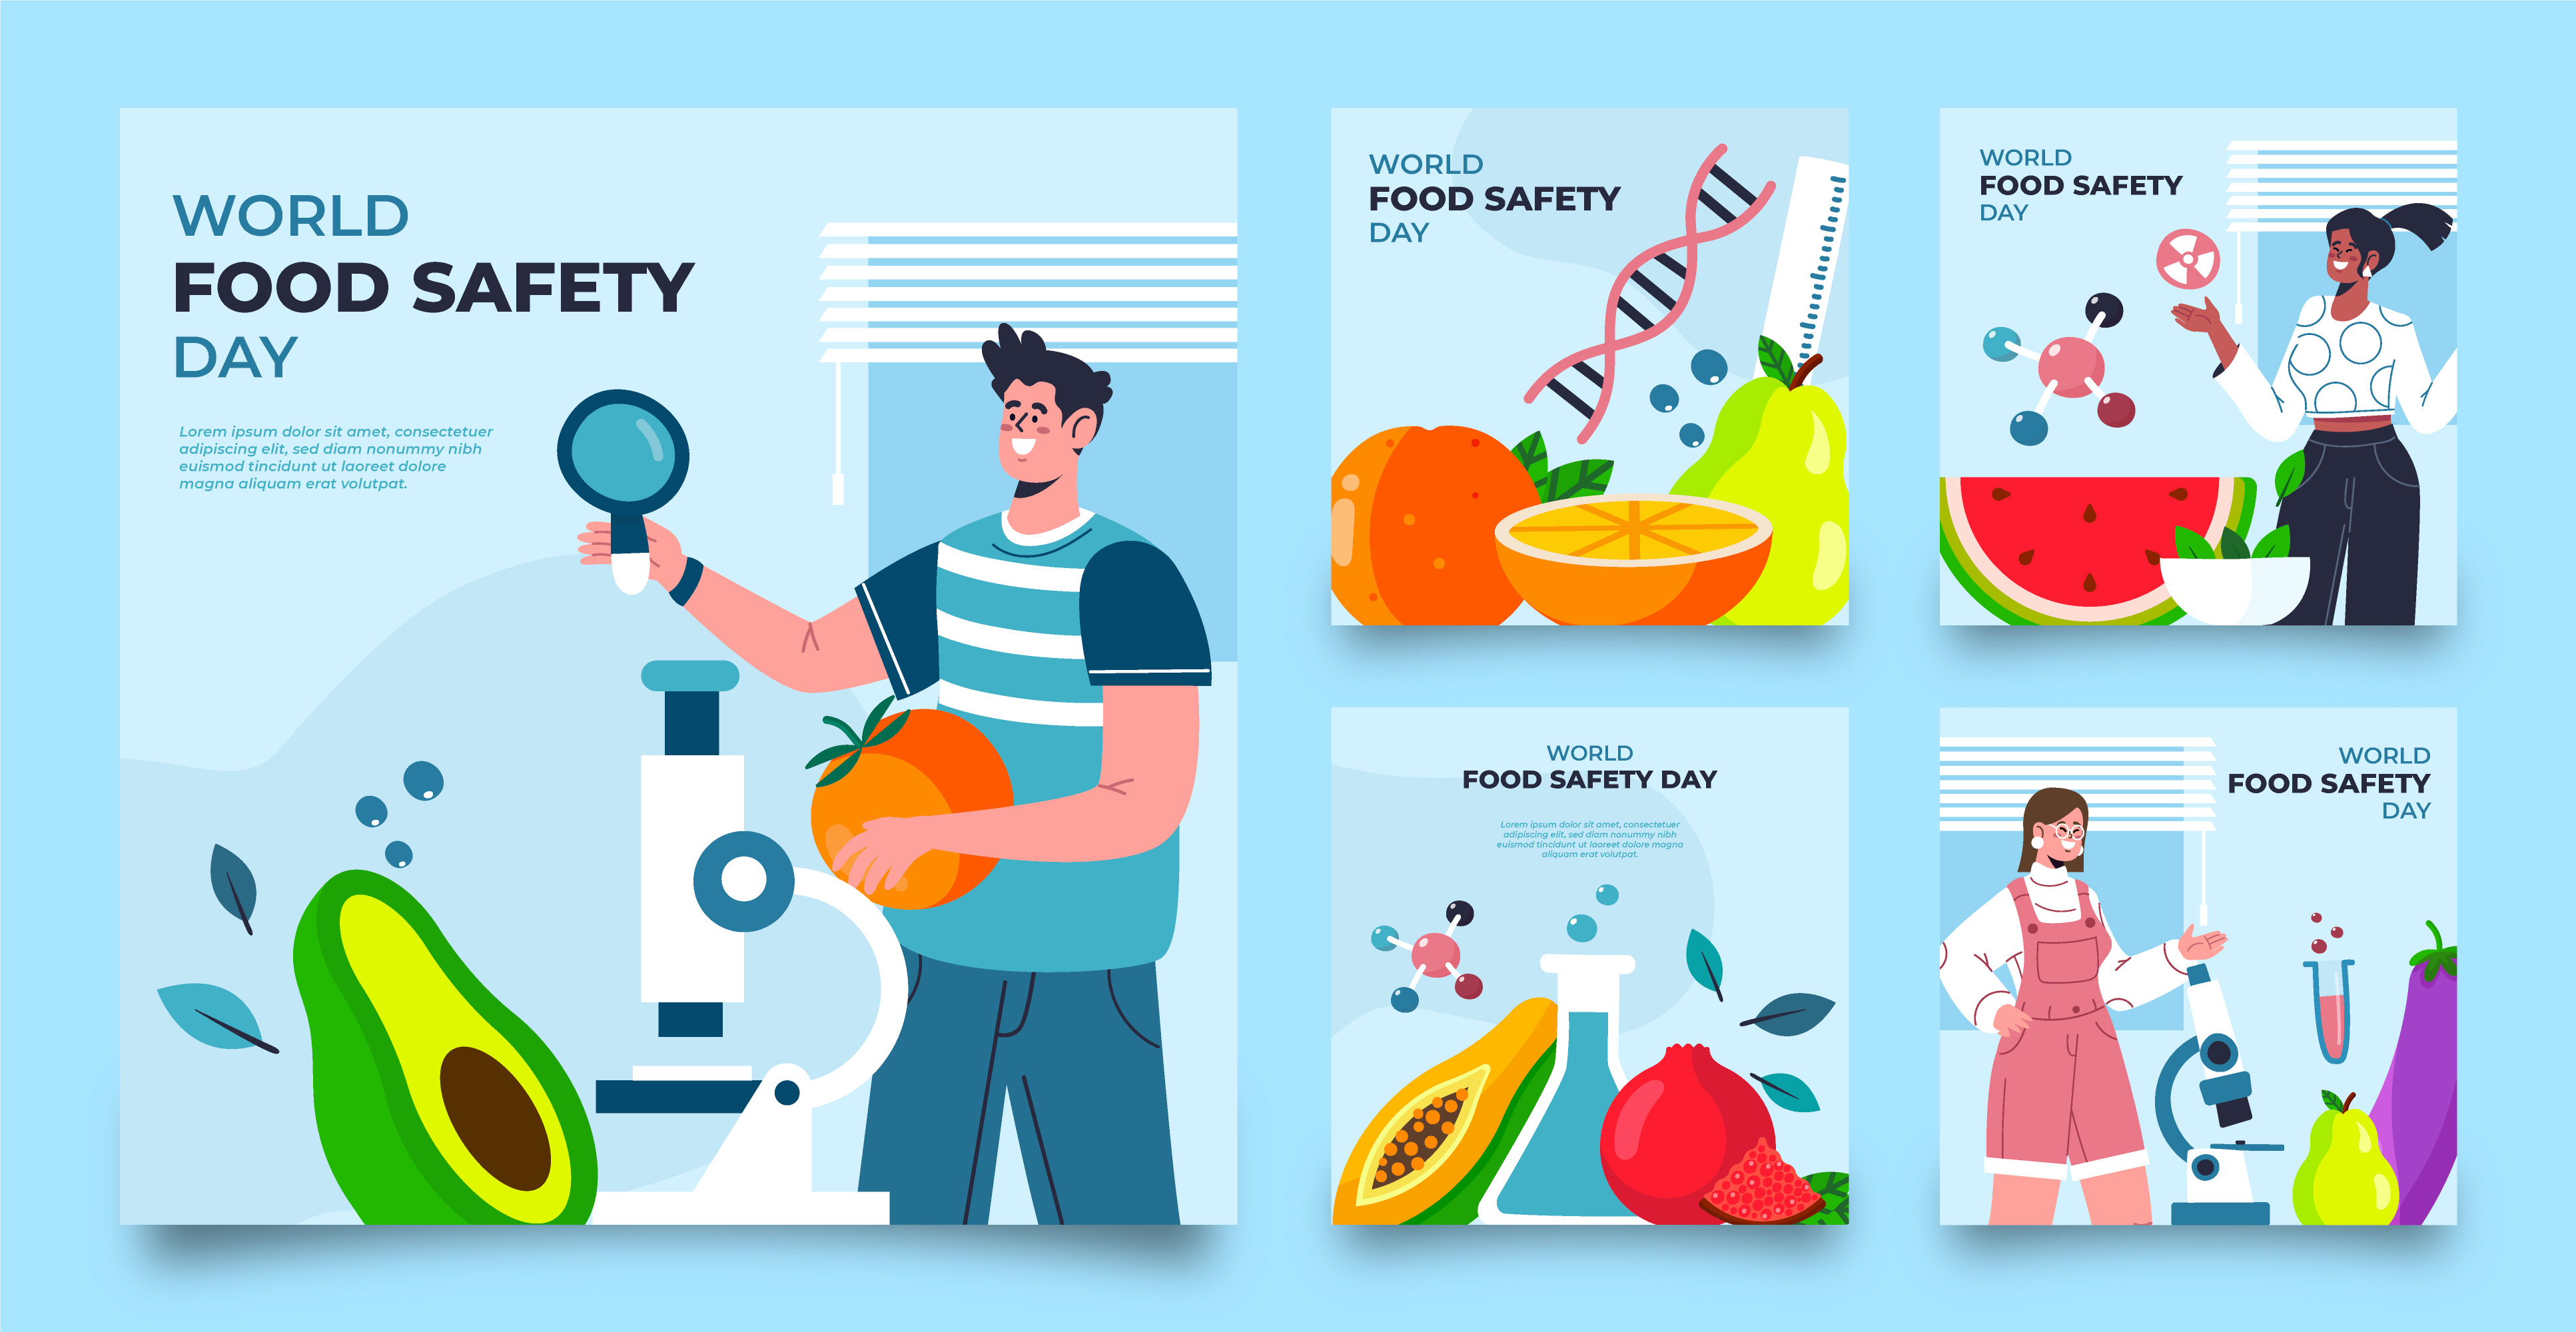 WORLD
FOOD SAFETY
DAY
Lorem ipsum dolor sit amet, consectetuer
adipiscing elit, sed diam nonummy nibh
euismod tincidunt ut laoreet dolore
magna aliquam erat volutpat.
WORLD
FOOD SAFETY
DAY
WORLD
FOOD SAFETY
DAY
WORLD
FOOD SAFETY DAY
Lorem ipsum dolor sit amet, consectetuer
adipiscing elit, sed diam nonummy nibh
euismod tincidunt ut laoreet dolore magna
aliquam erat volutpat.
WORLD
FOOD SAFETY
DAY